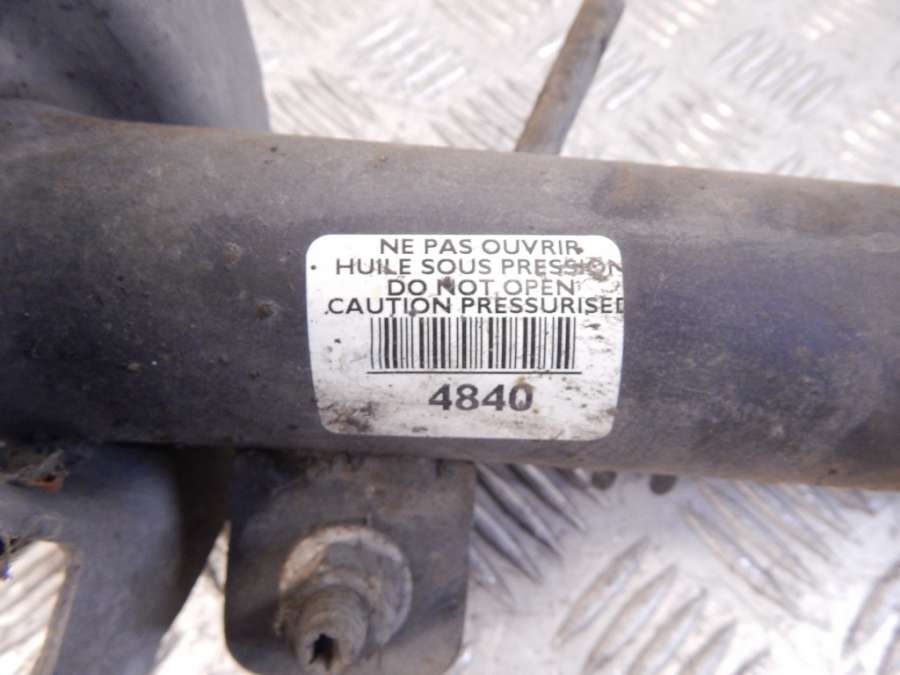 NE PAS OUVRIR
HUILE SOUS PRESSION
DO NOT OPEN
CAUTION PRESSURISED
4840